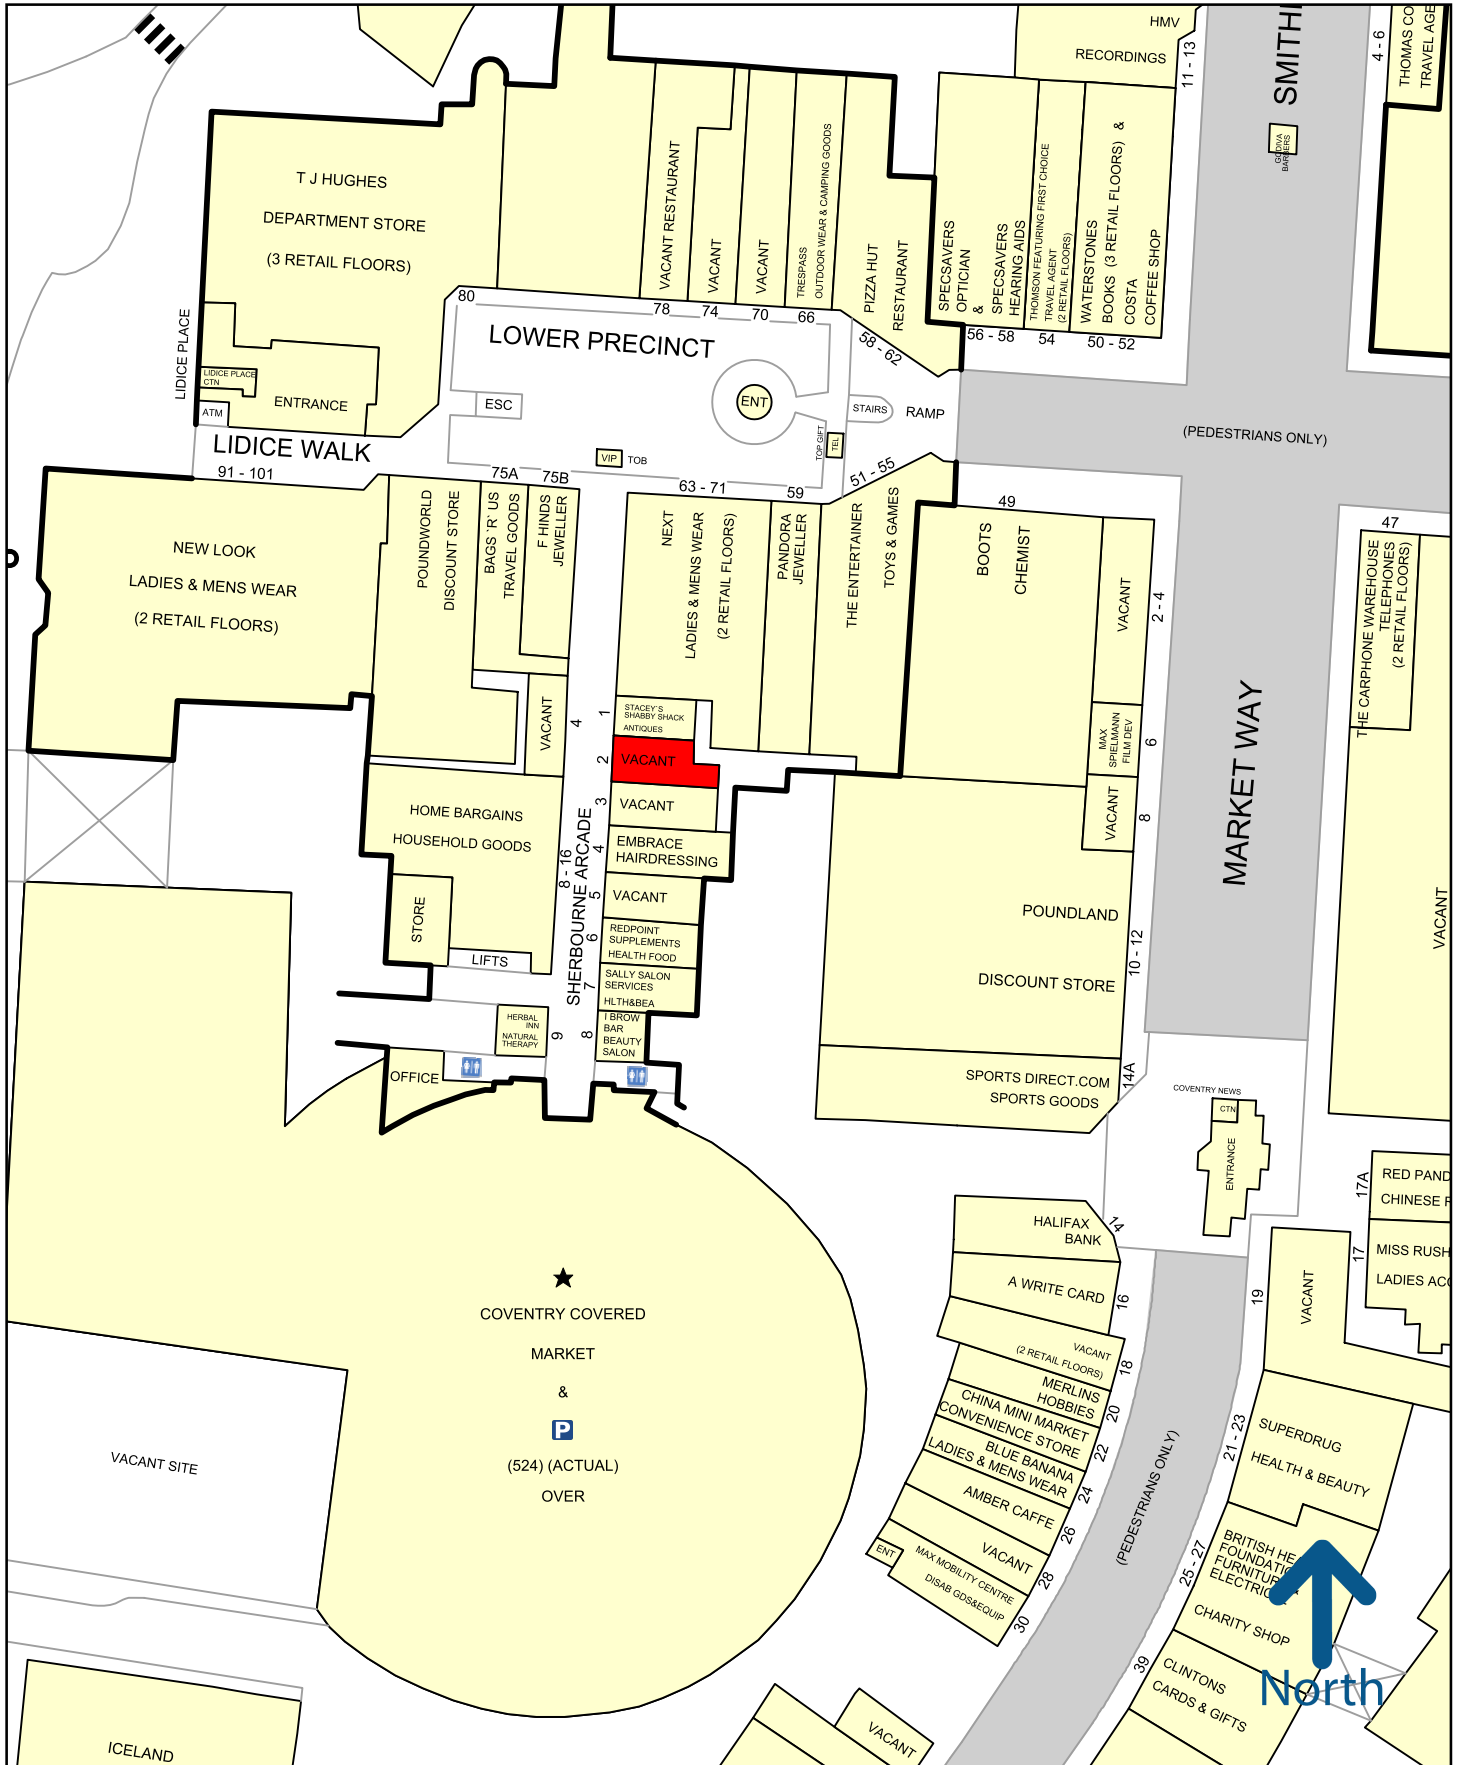 HMV
RECORDINGS
11 - 13
SMITH
4 - 6
THOMAS CO
TRAVEL AGE
GODIVA
BARBERS
T J HUGHES
DEPARTMENT STORE
(3 RETAIL FLOORS)
VACANT RESTAURANT
VACANT
VACANT
TRESPASS
OUTDOOR WEAR & CAMPING GOODS
PIZZA HUT
RESTAURANT
SPECSAVERS
OPTICIAN
&
SPECSAVERS
HEARING AIDS
THOMSON FEATURING FIRST CHOICE
TRAVEL AGENT
(2 RETAIL FLOORS)
WATERSTONES
BOOKS (3 RETAIL FLOORS) &
COSTA
COFFEE SHOP
80
78
74
70
66
58 - 62
56 - 58
54
50 - 52
LOWER PRECINCT
LIDICE PLACE
LIDICE PLACE
CTN
ATM
ENTRANCE
ESC
ENT
STAIRS
RAMP
TOP GIFT
TEL
VIP
TOB
(PEDESTRIANS ONLY)
LIDICE WALK
91 - 101
75A
75B
63 - 71
59
51 - 55
49
47
NEW LOOK
LADIES & MENS WEAR
(2 RETAIL FLOORS)
POUNDWORLD
DISCOUNT STORE
BAGS `R` US
TRAVEL GOODS
F HINDS
JEWELLER
NEXT
LADIES & MENS WEAR
(2 RETAIL FLOORS)
PANDORA
JEWELLER
THE ENTERTAINER
TOYS & GAMES
BOOTS
CHEMIST
VACANT
2 - 4
THE CARPHONE WAREHOUSE
TELEPHONES
(2 RETAIL FLOORS)
VACANT
4
1
STACEY`S
SHABBY SHACK
ANTIQUES
2
VACANT
MAX
SPIELMANN
FILM DEV
6
MARKET WAY
3
VACANT
VACANT
8
HOME BARGAINS
HOUSEHOLD GOODS
8 - 16
SHERBOURNE ARCADE
4
EMBRACE
HAIRDRESSING
5
VACANT
STORE
LIFTS
6
REDPOINT
SUPPLEMENTS
HEALTH FOOD
7
SALLY SALON
SERVICES
HLTH&BEA
POUNDLAND
DISCOUNT STORE
10 - 12
VACANT
HERBAL
INN
NATURAL
THERAPY
9
8
I BROW
BAR
BEAUTY
SALON
OFFICE
SPORTS DIRECT.COM
SPORTS GOODS
14A
COVENTRY NEWS
CTN
ENTRANCE
17A
RED PAND
CHINESE R
17
MISS RUSH
LADIES ACC
HALIFAX
BANK
14
A WRITE CARD
16
VACANT
(2 RETAIL FLOORS)
18
MERLINS
HOBBIES
20
CHINA MINI MARKET
CONVENIENCE STORE
22
BLUE BANANA
LADIES & MENS WEAR
24
AMBER CAFFE
26
VACANT
28
ENT
MAX MOBILITY CENTRE
DISAB GDS&EQUIP
30
(PEDESTRIANS ONLY)
19
VACANT
21 - 23
SUPERDRUG
HEALTH & BEAUTY
25 - 27
BRITISH HE
FOUNDATIO
FURNITUR
ELECTRIC
CHARITY SHOP
39
CLINTONS
CARDS & GIFTS
North
COVENTRY COVERED
MARKET
&
P
(524) (ACTUAL)
OVER
VACANT SITE
ICELAND
VACANT